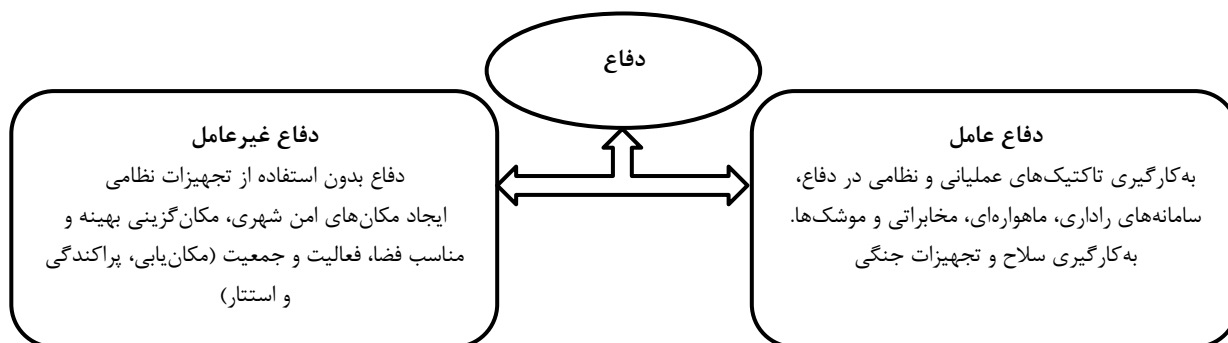 دفاع
دفاع عامل
به‌کارگیری تاکتیک‌های عملیانی و نظامی در دفاع،
سامانه‌های راداری، ماهواره‌ای، مخابراتی و موشک‌ها.
به‌کارگیری سلاح و تجهیزات جنگی
دفاع غیرعامل
دفاع بدون استفاده از تجهیزات نظامی
ایجاد مکان‌های امن شهری، مکان‌گزینی بهینه و
مناسب فضا، فعالیت و جمعیت (مکان‌یابی، پراکندگی
و استتار)